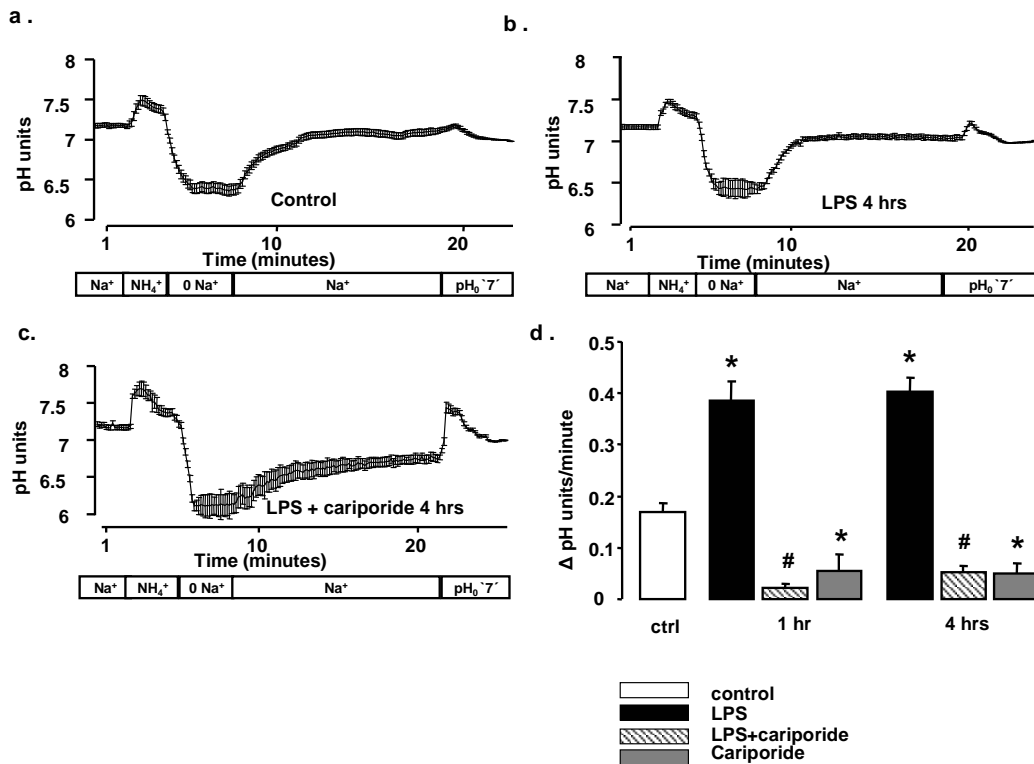 a .
8
7.5
7
6.5
6
pH units
Control
1 10 20
Time (minutes)
Na⁺ NH₄⁺ 0 Na⁺ Na⁺ pH₀ `7´
b .
8
7.5
7
6.5
6
pH units
LPS 4 hrs
1 10 20
Time (minutes)
Na⁺ NH₄⁺ 0 Na⁺ Na⁺ pH₀ `7´
c.
8
7.5
7
6.5
6
pH units
LPS + cariporide 4 hrs
1 10 20
Time (minutes)
Na⁺ NH₄⁺ 0 Na⁺ Na⁺ pH₀ `7´
d .
0.5
0.4
0.3
0.2
0.1
0
Δ pH units/minute
* # * * # *
ctrl 1 hr 4 hrs
control
LPS
LPS+cariporide
Cariporide